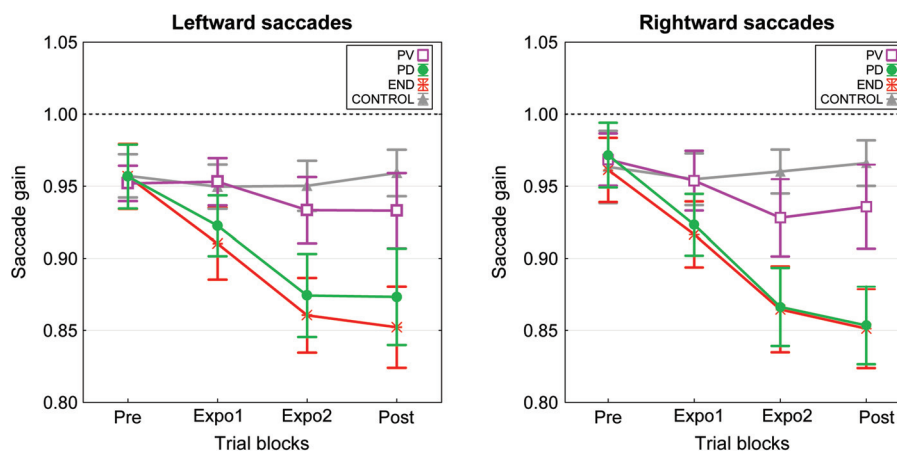 Leftward saccades
1.05
1.00
0.95
0.90
0.85
0.80
Saccade gain
PV
PD
END
CONTROL
Pre
Expo1
Expo2
Post
Trial blocks
Rightward saccades
1.05
1.00
0.95
0.90
0.85
0.80
Saccade gain
PV
PD
END
CONTROL
Pre
Expo1
Expo2
Post
Trial blocks